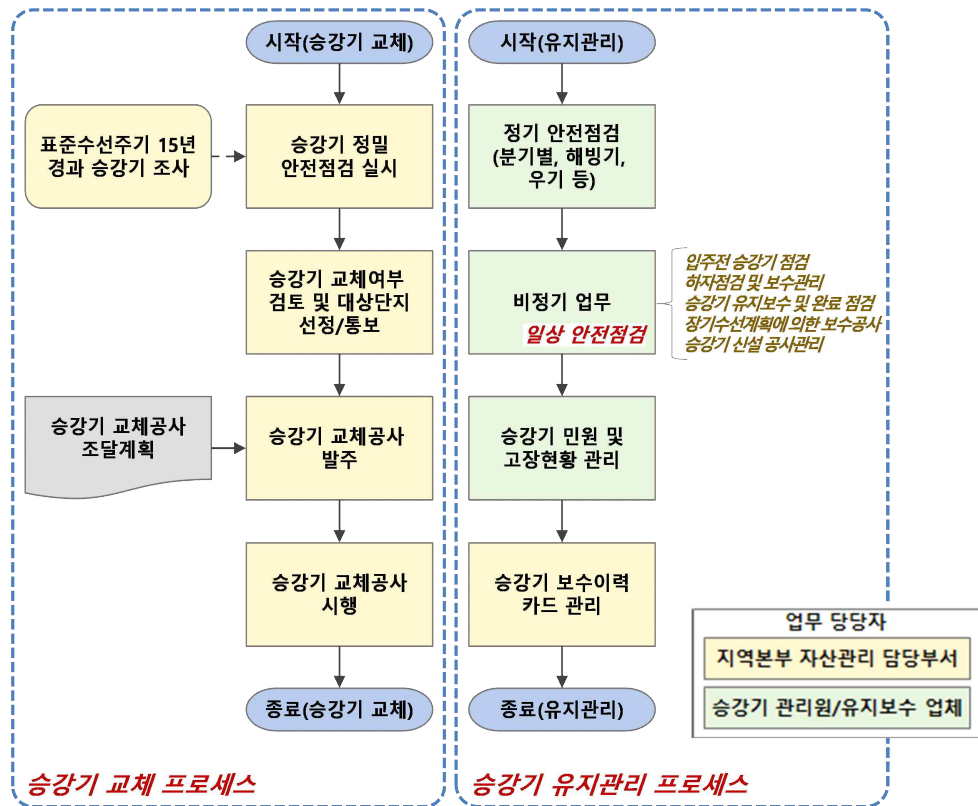 시작(승강기 교체)
표준수선주기 15년
경과 승강기 조사
승강기 정밀
안전점검 실시
승강기 교체여부
검토 및 대상단지
선정/통보
승강기 교체공사
조달계획
승강기 교체공사
발주
승강기 교체공사
시행
종료(승강기 교체)
승강기 교체 프로세스
시작(유지관리)
정기 안전점검
(분기별, 해빙기,
우기 등)
비정기 업무
일상 안전점검
입주전 승강기 점검
하자점검 및 보수관리
승강기 유지보수 및 완료 점검
장기수선계획에 의한 보수공사
승강기 신설 공사관리
승강기 민원 및
고장현황 관리
승강기 보수이력
카드 관리
종료(유지관리)
승강기 유지관리 프로세스
업무 당당자
지역본부 자산관리 담당부서
승강기 관리원/유지보수 업체